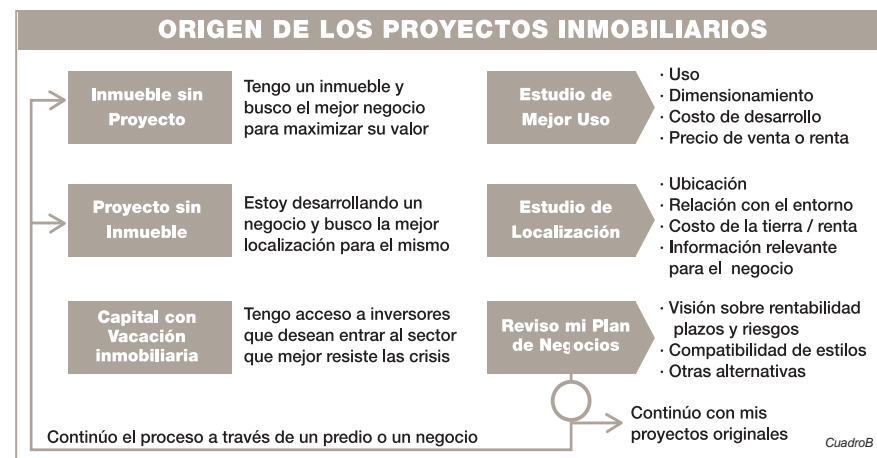 ORIGEN DE LOS PROYECTOS INMOBILIARIOS
Inmueble sin
Proyecto
Tengo un inmueble y
busco el mejor negocio
para maximizar su valor
Estudio de
Mejor Uso
· Uso
· Dimensionamiento
· Costo de desarrollo
· Precio de venta o renta
Proyecto sin
Inmueble
Estoy desarrollando un
negocio y busco la mejor
localización para el mismo
Estudio de
Localización
· Ubicación
· Relación con el entorno
· Costo de la tierra / renta
· Información relevante
para el negocio
Capital con
Vacación
inmobiliaria
Tengo acceso a inversores
que desean entrar al sector
que mejor resiste las crisis
Reviso mi Plan
de Negocios
· Visión sobre rentabilidad
plazos y riesgos
· Compatibilidad de estilos
· Otras alternativas
Continúo con mis
proyectos originales
Continúo el proceso a través de un predio o un negocio
CuadroB